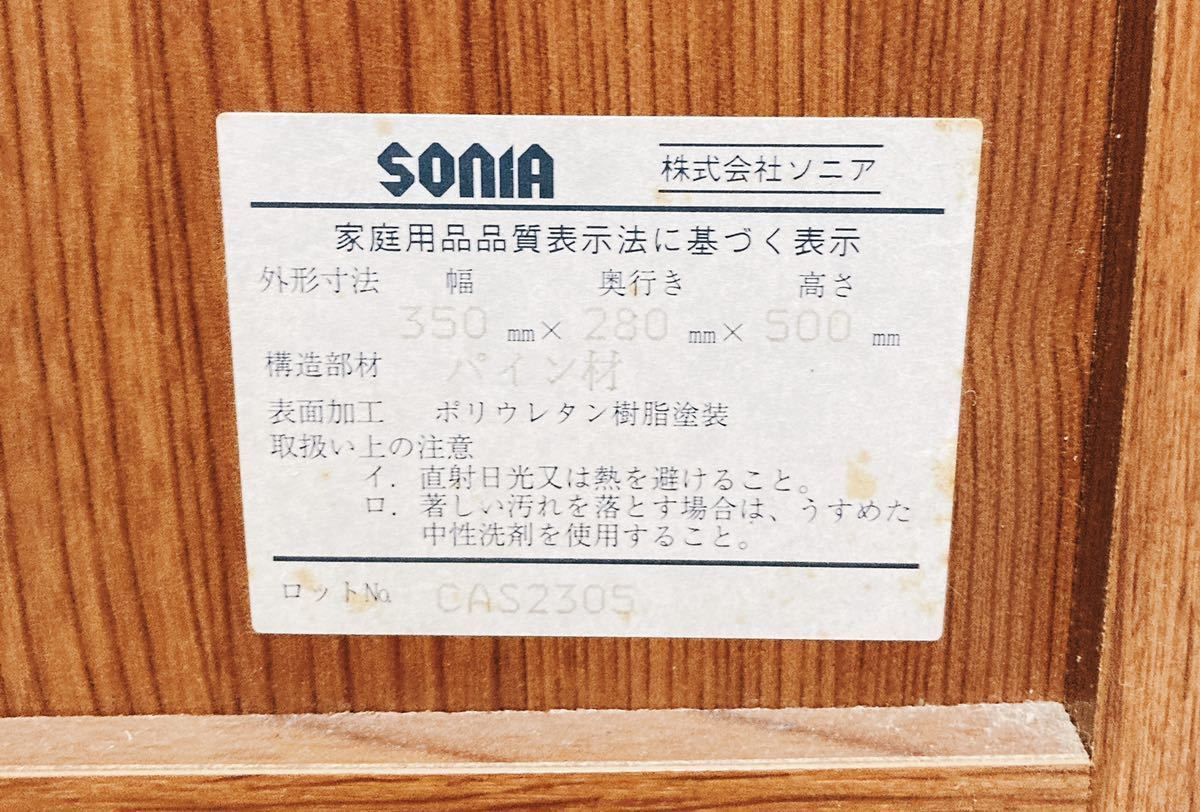 SONIA 株式会社ソニア
家庭用品品質表示法に基づく表示
外形寸法 幅 奥行き 高さ
350 mm× 280 mm× 500 mm
構造部材 パイン材
表面加工 ポリウレタン樹脂塗装
取扱い上の注意
イ. 直射日光又は熱を避けること。
ロ. 著しい汚れを落とす場合は、うすめた
中性洗剤を使用すること。
ロット№ CAS2305